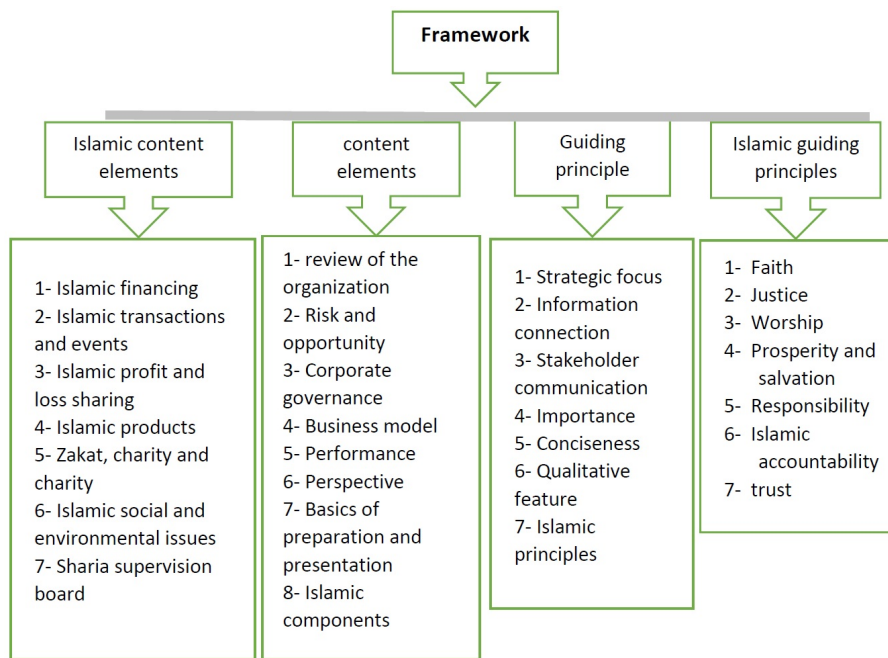 Framework
Islamic content
elements
content
elements
Guiding
principle
Islamic guiding
principles
1- Islamic financing
2- Islamic transactions
and events
3- Islamic profit and
loss sharing
4- Islamic products
5- Zakat, charity and
charity
6- Islamic social and
environmental issues
7- Sharia supervision
board
1- review of the
organization
2- Risk and
opportunity
3- Corporate
governance
4- Business model
5- Performance
6- Perspective
7- Basics of
preparation and
presentation
8- Islamic
components
1- Strategic focus
2- Information
connection
3- Stakeholder
communication
4- Importance
5- Conciseness
6- Qualitative
feature
7- Islamic
principles
1- Faith
2- Justice
3- Worship
4- Prosperity and
salvation
5- Responsibility
6- Islamic
accountability
7- trust